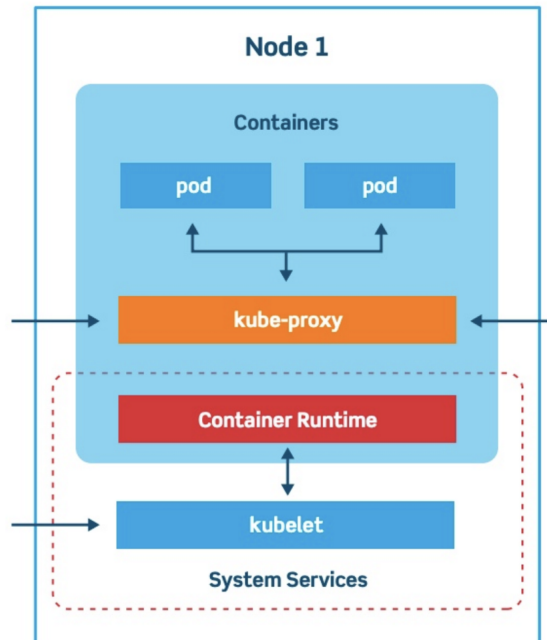 Node 1
Containers
pod pod
kube-proxy
Container Runtime
kubelet
System Services